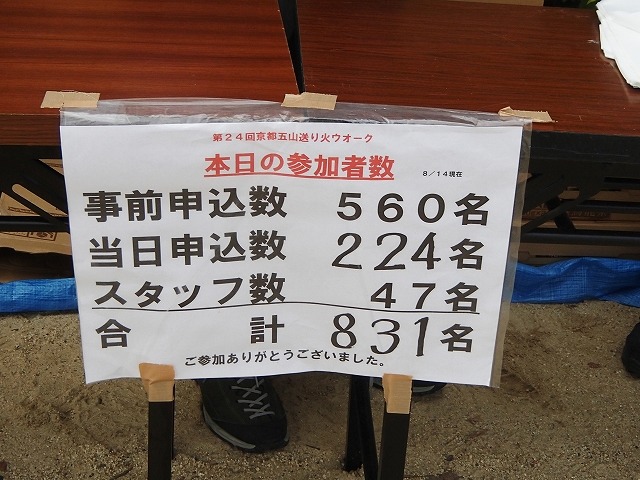 第24回京都五山送り火ウオーク
本日の参加者数 8/14現在
事前申込数 560名
当日申込数 224名
スタッフ数 47名
合計 831名
ご参加ありがとうございました。